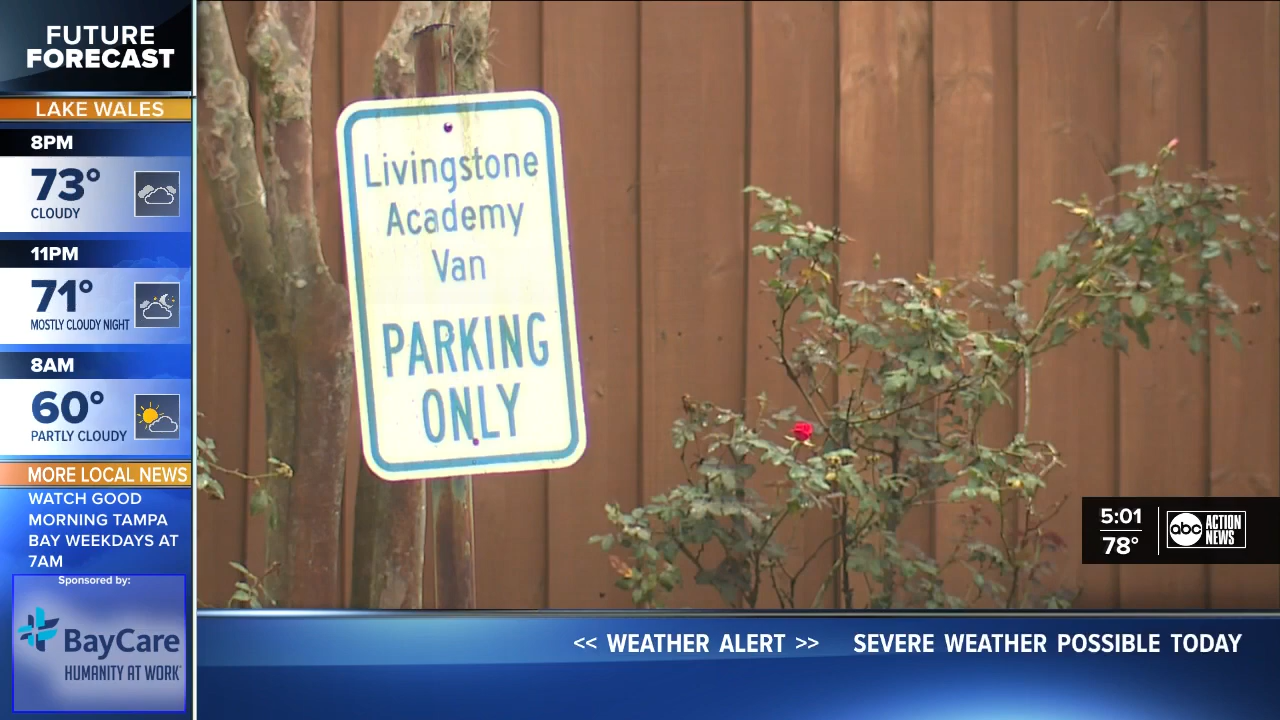 FUTURE
FORECAST
LAKE WALES
8PM
73°
CLOUDY
11PM
71°
MOSTLY CLOUDY NIGHT
8AM
60°
PARTLY CLOUDY
MORE LOCAL NEWS
WATCH GOOD
MORNING TAMPA
BAY WEEKDAYS AT
7AM
Sponsored by:
BayCare
HUMANITY AT WORK
Livingstone
Academy
Van
PARKING
ONLY
5:01
78°
abc
ACTION
NEWS
<< WEATHER ALERT >> SEVERE WEATHER POSSIBLE TODAY